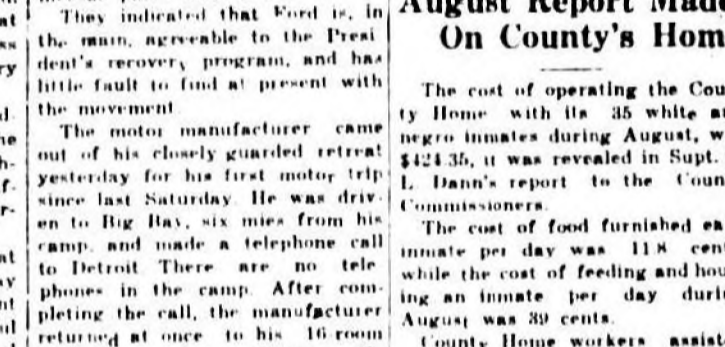 They indicated that Ford is, in
the main, agreeable to the Presi
dent's recovery program, and has
little fault to find at present with
the movement
The motor manufacturer came
out of his closely guarded retreat
yesterday for his first motor trip
since last Saturday. He was driv-
en to Big Bay, six mies from his
camp, and made a telephone call
to Detroit There are no tele
phones in the camp. After com-
pleting the call, the manufacturer
returned at once to his 16-room
August Report Made
On County's Hom
The cost of operating the Cou
ty Home with its 35 white a
negro inmates during August, w
$424.35, it was revealed in Supt.
L. Dann's report to the Coun
Commissioners.
The cost of food furnished ea
inmate per day was 11.8 cen
while the cost of feeding and hou
ing an inmate per day duri
August was 39 cents.
County Home workers assist